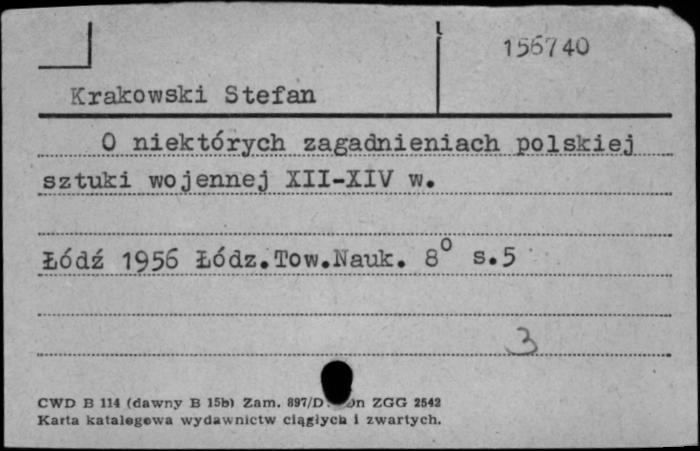 156740
Krakowski Stefan
O niektórych zagadnieniach polskiej
sztuki wojennej XII-XIV w.
Łódź 1956 Łódz.Tow.Nauk. 8° s.5
3
CWD B 114 (dawny B 15b) Zam. 897/D ZGG 2542
Karta katalogowa wydawnictw ciągłych i zwartych.